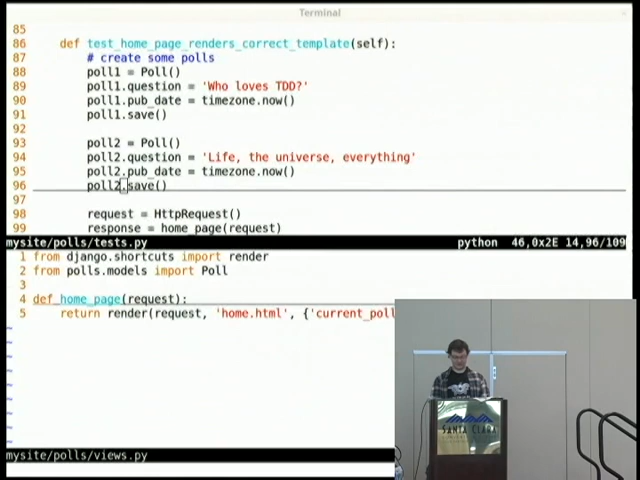 Terminal
85
86 def test_home_page_renders_correct_template(self):
87 # create some polls
88 poll1 = Poll()
89 poll1.question = 'Who loves TDD?'
90 poll1.pub_date = timezone.now()
91 poll1.save()
92
93 poll2 = Poll()
94 poll2.question = 'Life, the universe, everything'
95 poll2.pub_date = timezone.now()
96 poll2.save()
97
98 request = HttpRequest()
99 response = home_page(request)
mysite/polls/tests.py python 46,0x2E 14,96/109
1 from django.shortcuts import render
2 from polls.models import Poll
3
4 def home_page(request):
5 return render(request, 'home.html', {'current_poll
~
~
~
~
~
~
~
~
~
mysite/polls/views.py
SANTA CLARA